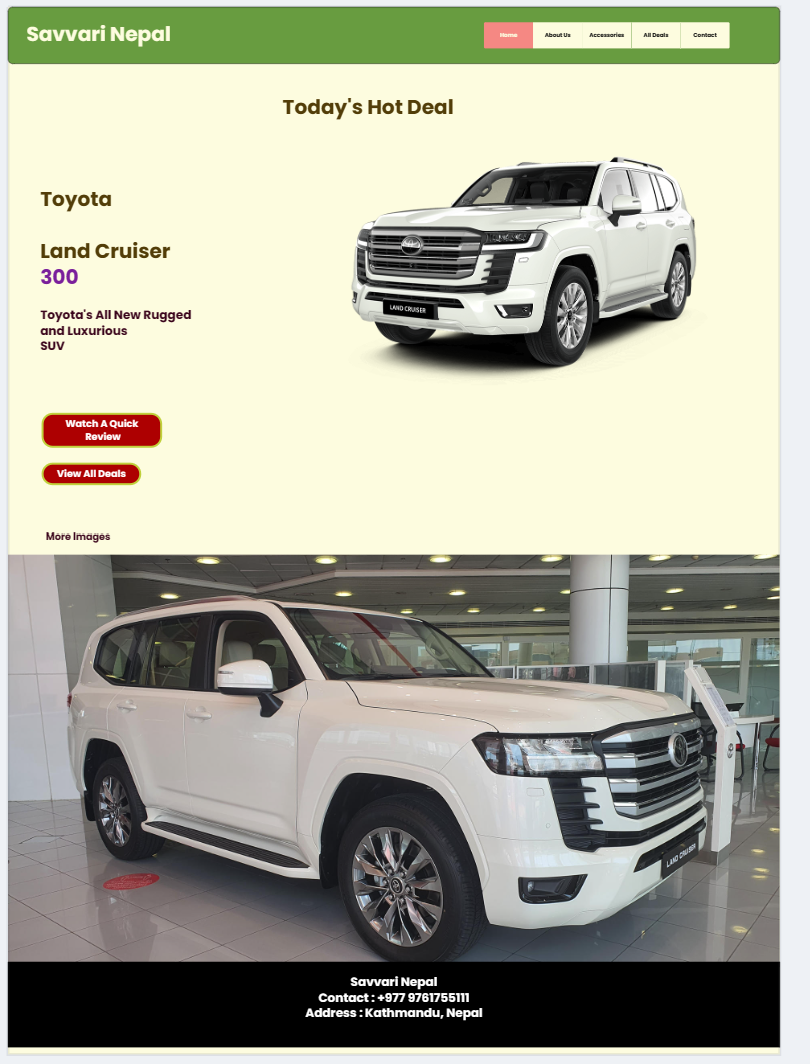 Savvari Nepal
Home
About Us
Accessories
All Deals
Contact
Today's Hot Deal
Toyota
Land Cruiser
300
Toyota's All New Rugged
and Luxurious
SUV
LAND CRUISER
Watch A Quick
Review
View All Deals
More Images
LAND CRUISER
Savvari Nepal
Contact : +977 9761755111
Address : Kathmandu, Nepal